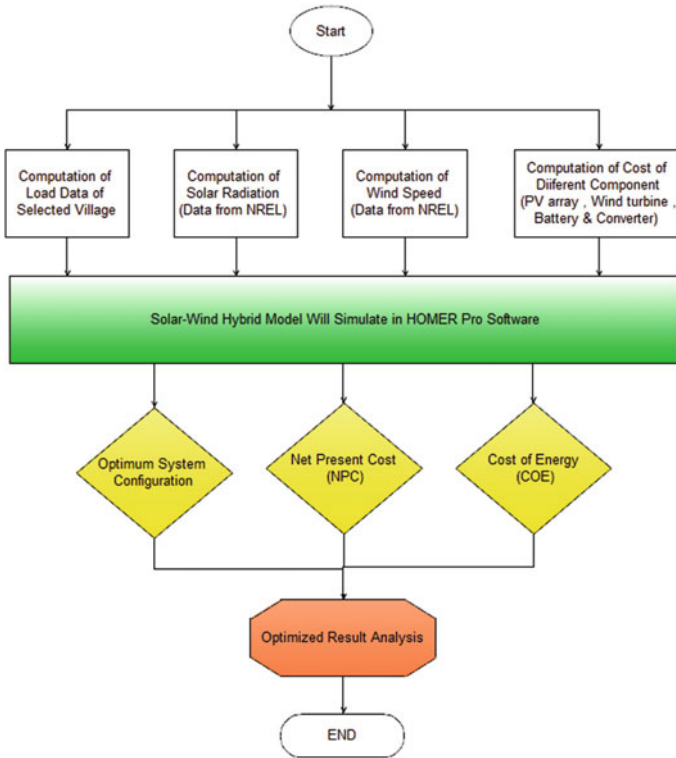 Start
Computation of
Load Data of
Selected Village
Computation of
Solar Radiation
(Data from NREL)
Computation of
Wind Speed
(Data from NREL)
Computation of Cost of
Diifferent Component
(PV array , Wind turbine ,
Battery & Converter)
Solar-Wind Hybrid Model Will Simulate in HOMER Pro Software
Optimum System
Configuration
Net Present Cost
(NPC)
Cost of Energy
(COE)
Optimized Result Analysis
END